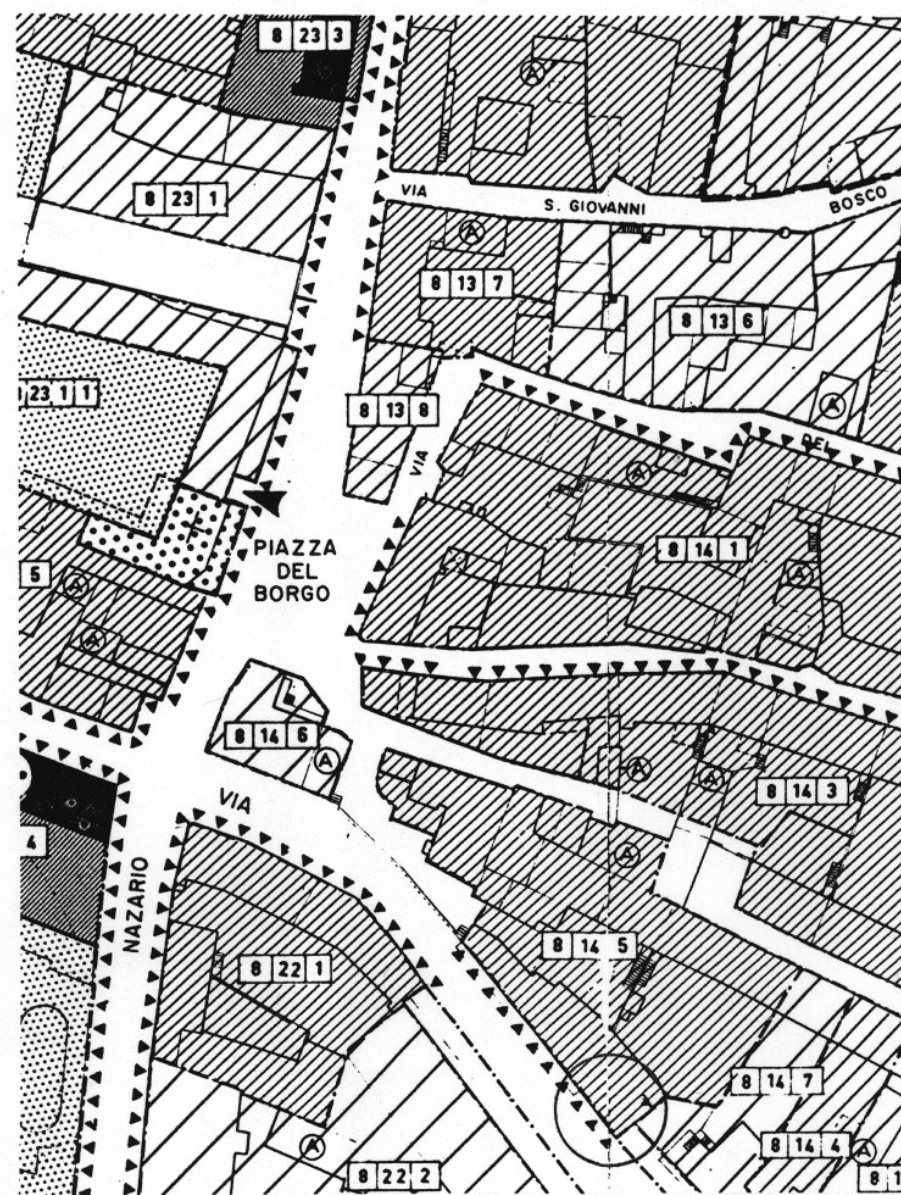 8 23 3
A
8 23 1
VIA S. GIOVANNI BOSCO
A
8 13 7
8 13 6
23 1 1
8 13 8
A
VIA
DEL
A
PIAZZA
DEL
BORGO
8 14 1
A
5
A
A
8 14 6
A
A
A
8 14 3
VIA
4
A
NAZARIO
8 14 5
8 22 1
8 14 7
A
8 14 4
A
8 22 2
8 1